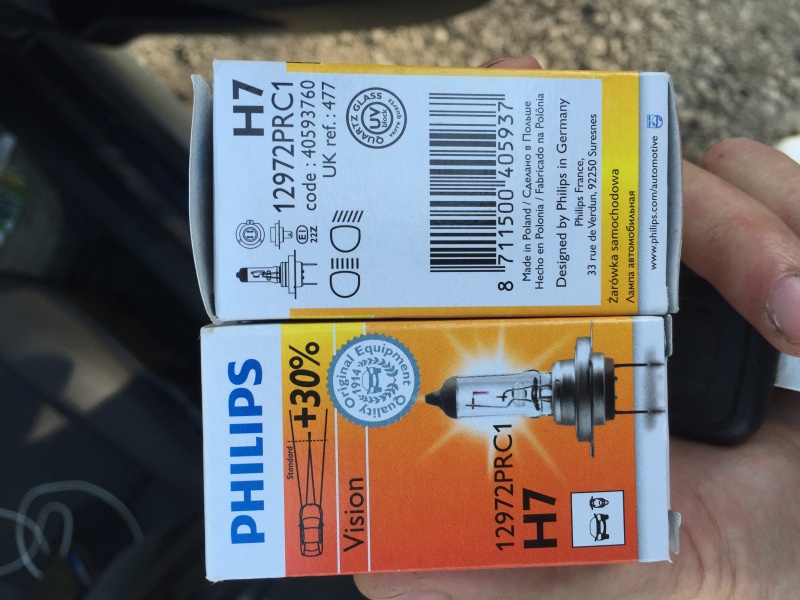 H7
12972PRC1
code : 40593760
UK ref. : 477
QUARTZ GLASS
UV
block
verre quartz
E1
22Z
8 711500 405937
Made in Poland / Сделано в Польше
Hecho en Polonia / Fabricado na Polónia
Designed by Philips in Germany
Philips France,
33 rue de Verdun, 92250 Suresnes
Żarówka samochodowa
Лампа автомобильная
www.philips.com/automotive
PHILIPS
Standard
+30%
Vision
Original Equipment
1914
Quality
12972PRC1
H7